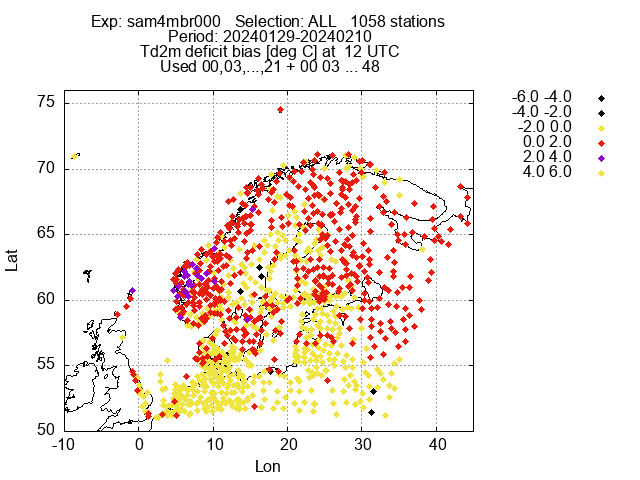 Exp: sam4mbr000 Selection: ALL 1058 stations
Period: 20240129-20240210
Td2m deficit bias [deg C] at 12 UTC
Used 00,03,...,21 + 00 03 ... 48
-6.0 -4.0
-4.0 -2.0
-2.0 0.0
0.0 2.0
2.0 4.0
4.0 6.0
75
70
65
60
55
50
Lat
-10 0 10 20 30 40
Lon